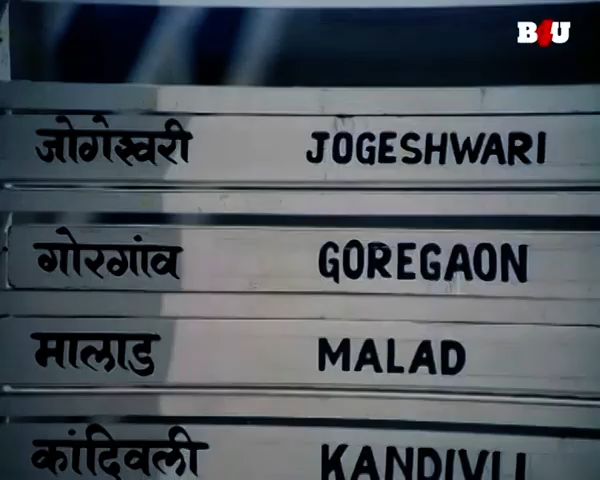 B4U
जोगेश्वरी JOGESHWARI
गोरगांव GOREGAON
मालाड MALAD
कांदिवली KANDIVLI